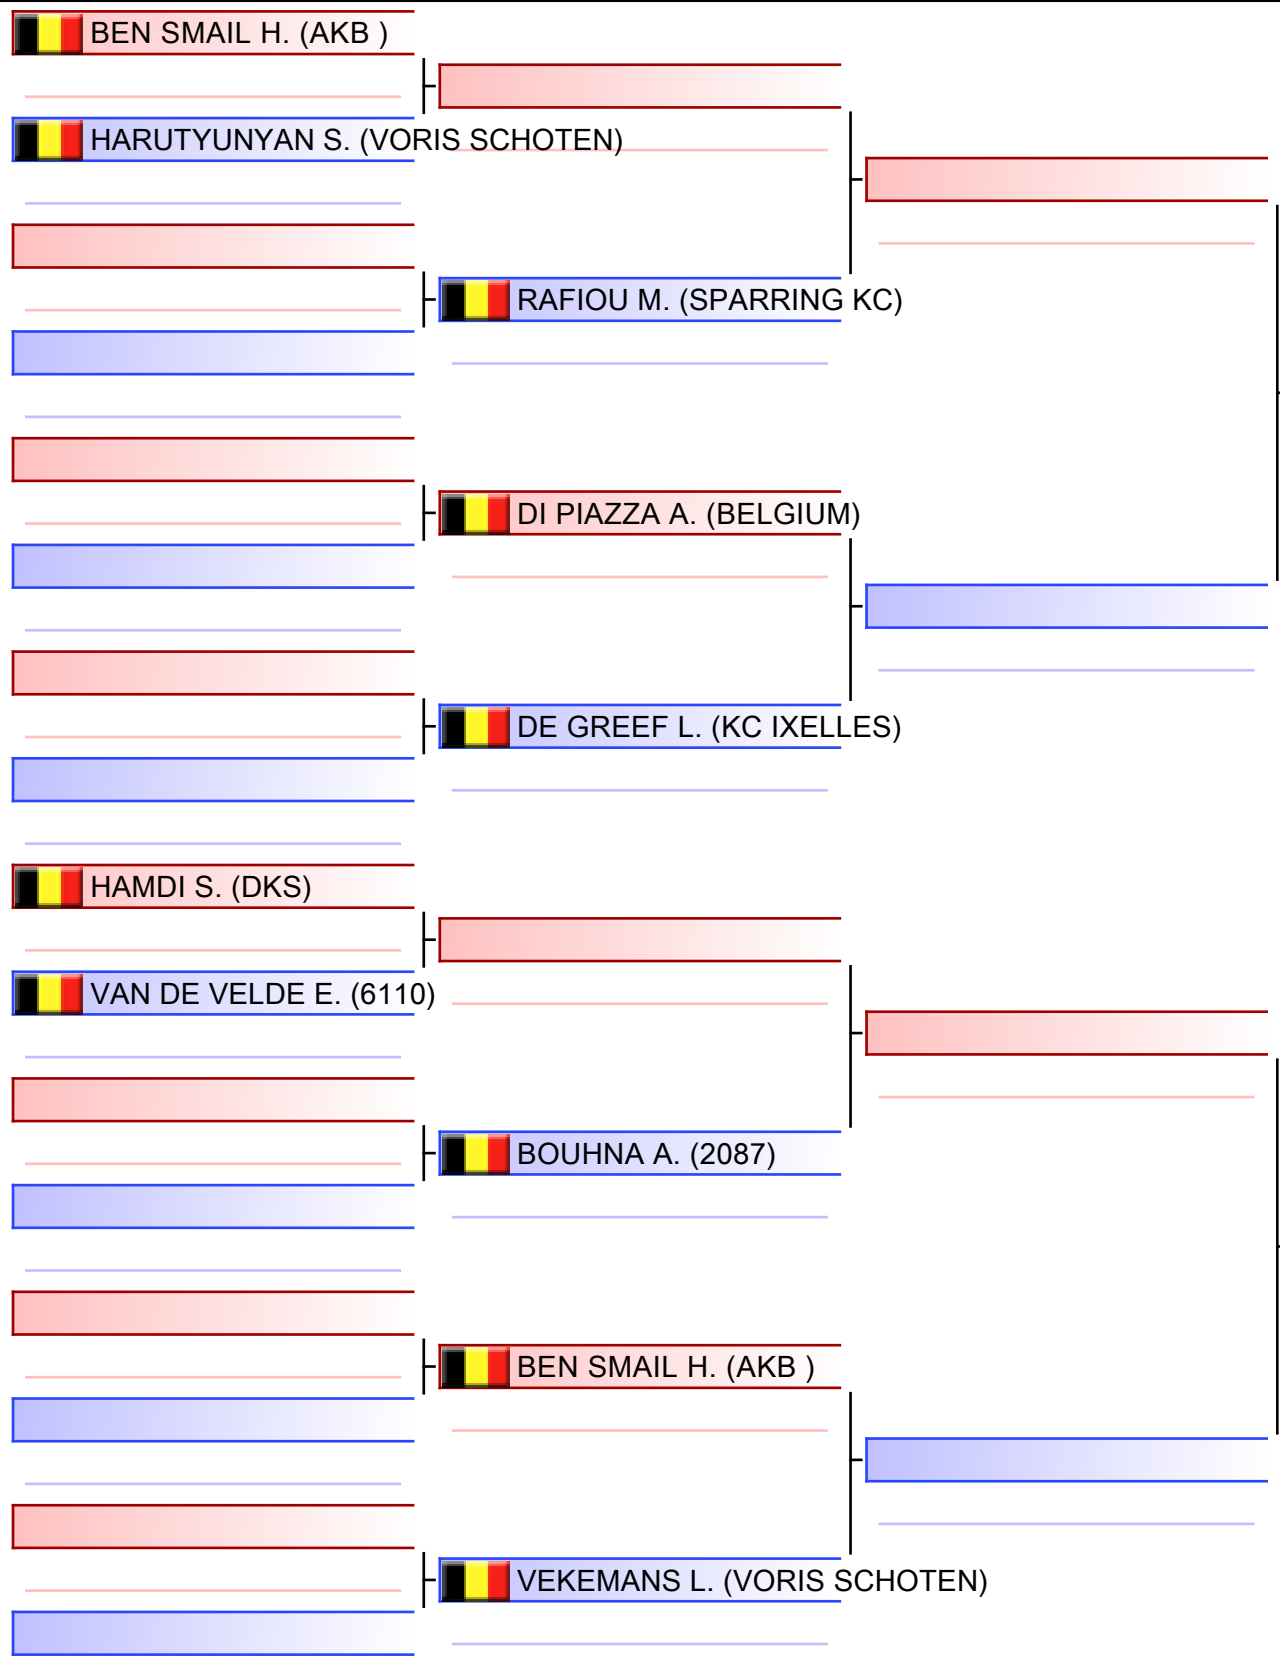 BEN SMAIL H. (AKB )
HARUTYUNYAN S. (VORIS SCHOTEN)
RAFIOU M. (SPARRING KC)
DI PIAZZA A. (BELGIUM)
DE GREEF L. (KC IXELLES)
HAMDI S. (DKS)
VAN DE VELDE E. (6110)
BOUHNA A. (2087)
BEN SMAIL H. (AKB )
VEKEMANS L. (VORIS SCHOTEN)